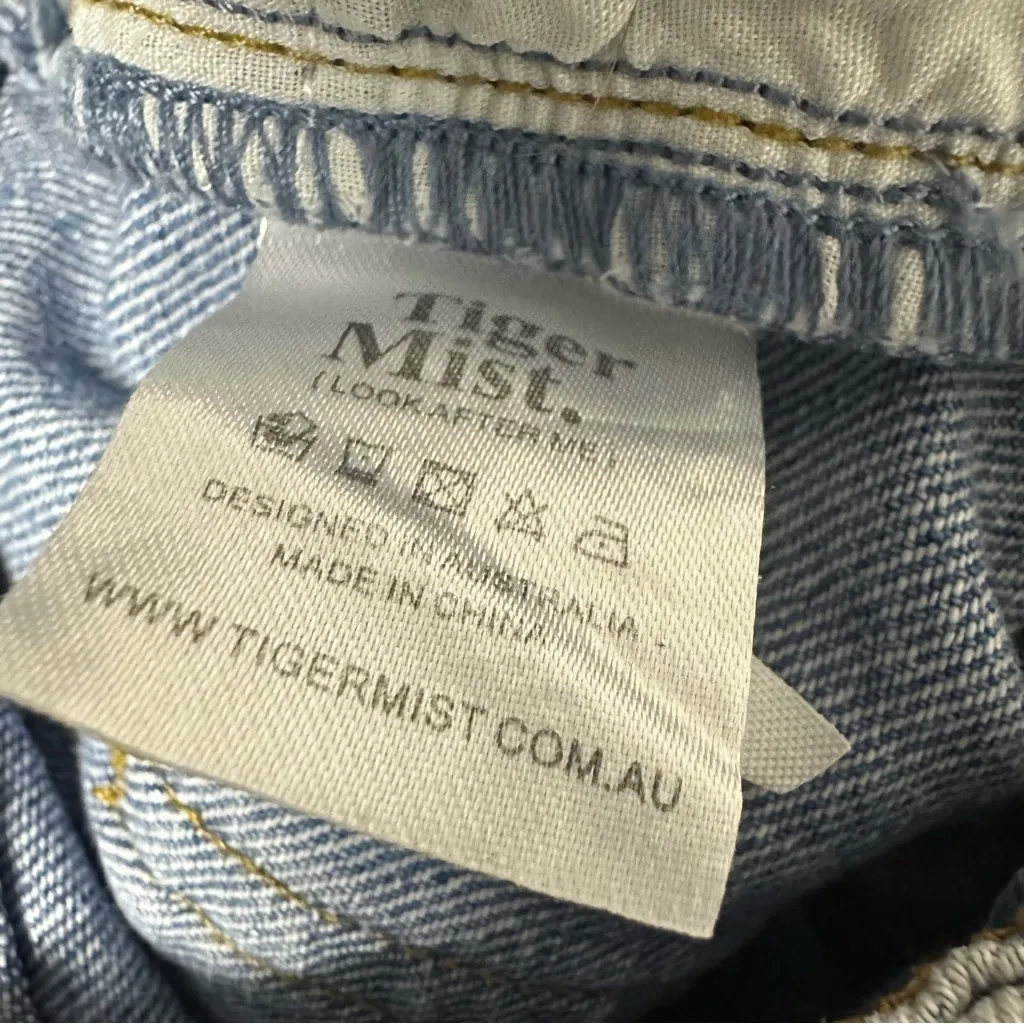 Tiger
Mist.
(LOOK AFTER ME)
DESIGNED IN AUSTRALIA
MADE IN CHINA
WWW.TIGERMIST.COM.AU